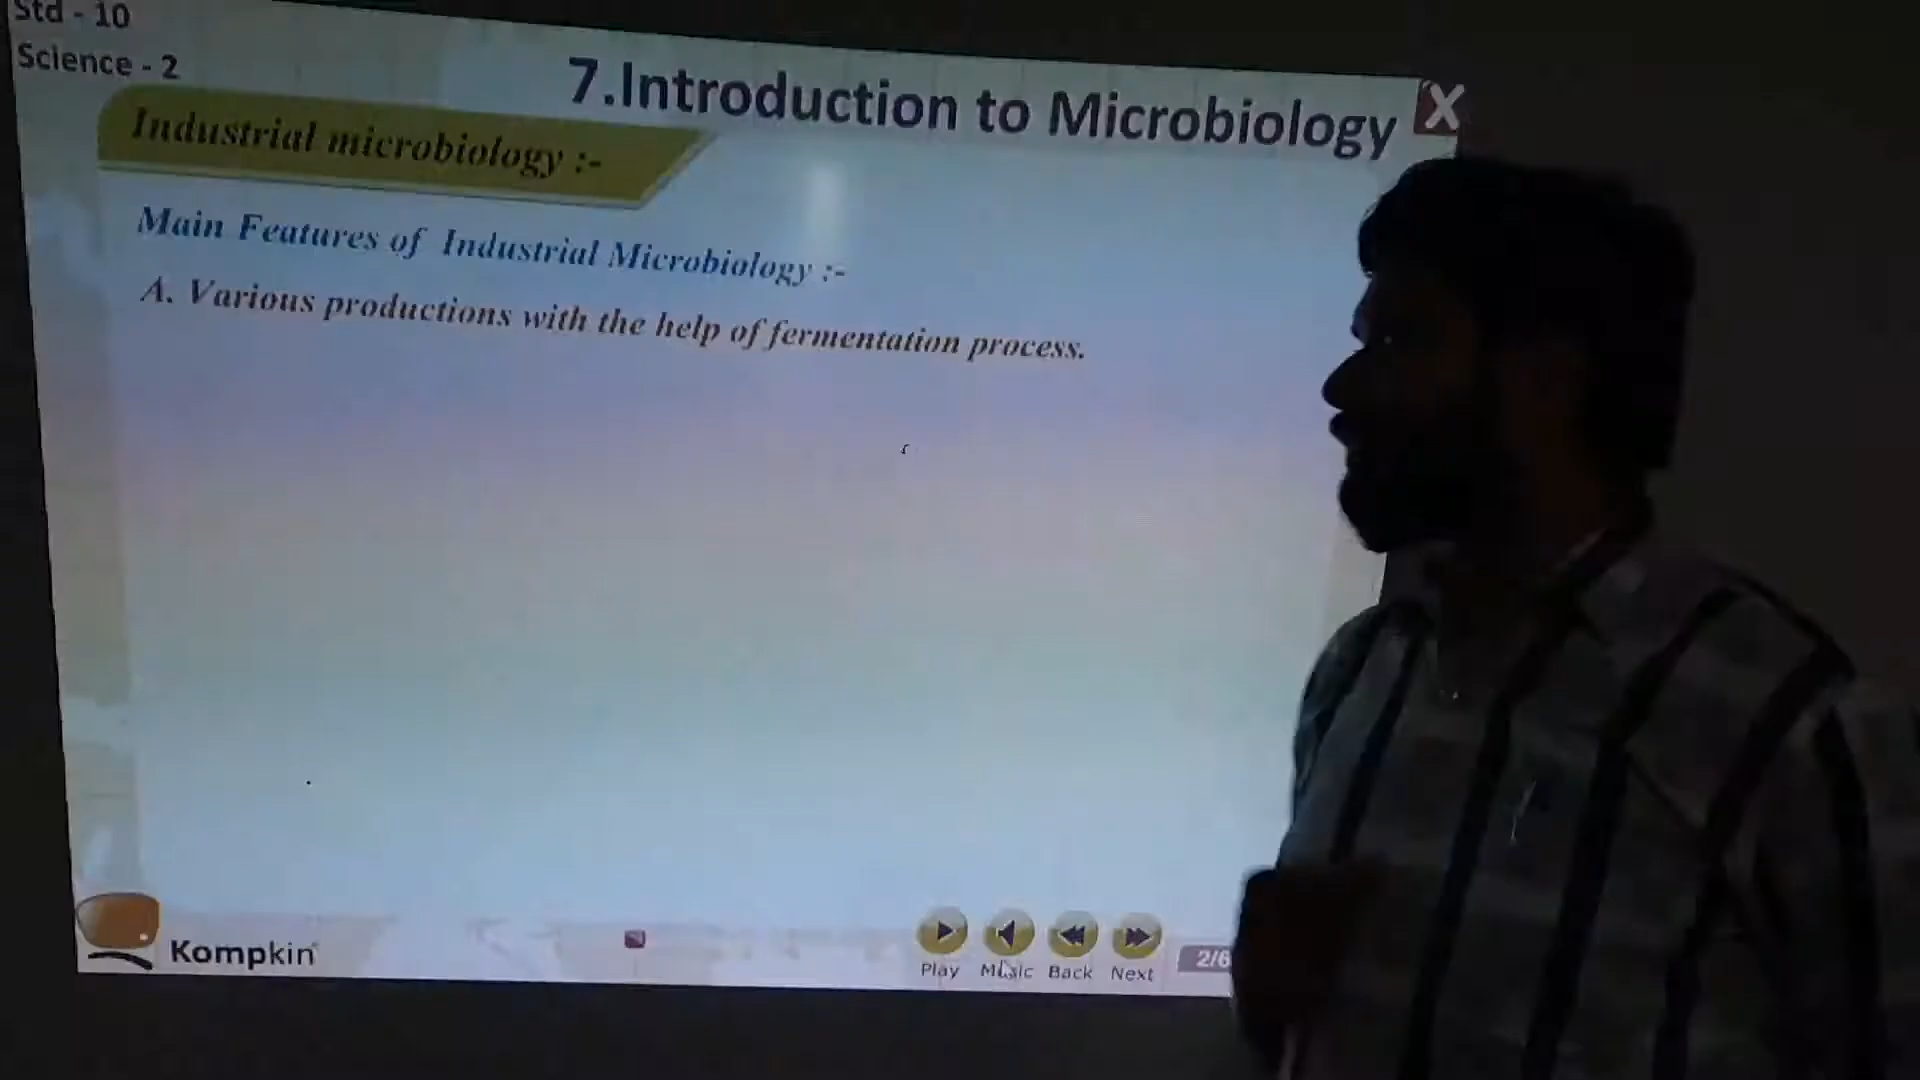 Std - 10
Science - 2
7.Introduction to Microbiology
X
Industrial microbiology :-
Main Features of Industrial Microbiology :-
A. Various productions with the help of fermentation process.
Kompkin
Play Music Back Next
2/6